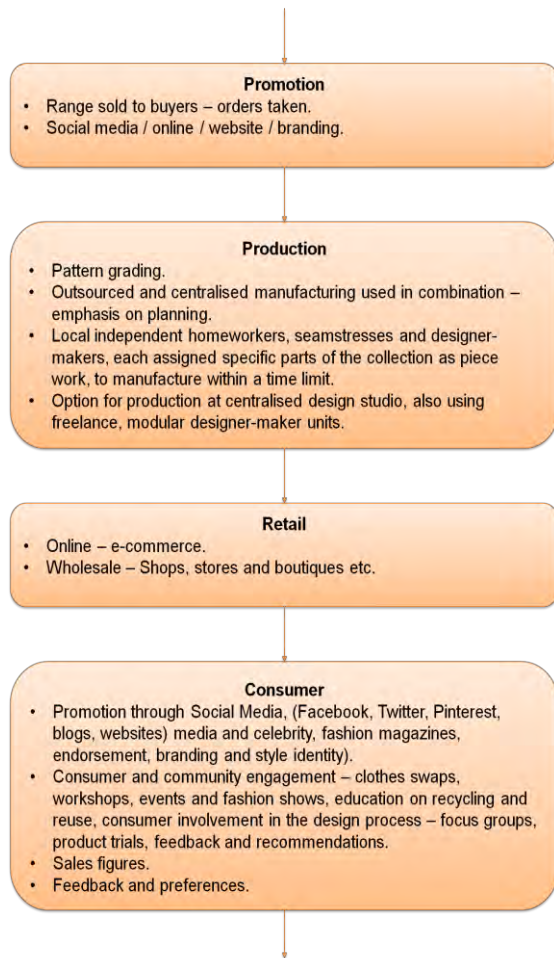 Promotion
• Range sold to buyers – orders taken.
• Social media / online / website / branding.
Production
• Pattern grading.
• Outsourced and centralised manufacturing used in combination –
emphasis on planning.
• Local independent homeworkers, seamstresses and designer-
makers, each assigned specific parts of the collection as piece
work, to manufacture within a time limit.
• Option for production at centralised design studio, also using
freelance, modular designer-maker units.
Retail
• Online – e-commerce.
• Wholesale – Shops, stores and boutiques etc.
Consumer
• Promotion through Social Media, (Facebook, Twitter, Pinterest,
blogs, websites) media and celebrity, fashion magazines,
endorsement, branding and style identity).
• Consumer and community engagement – clothes swaps,
workshops, events and fashion shows, education on recycling and
reuse, consumer involvement in the design process – focus groups,
product trials, feedback and recommendations.
• Sales figures.
• Feedback and preferences.